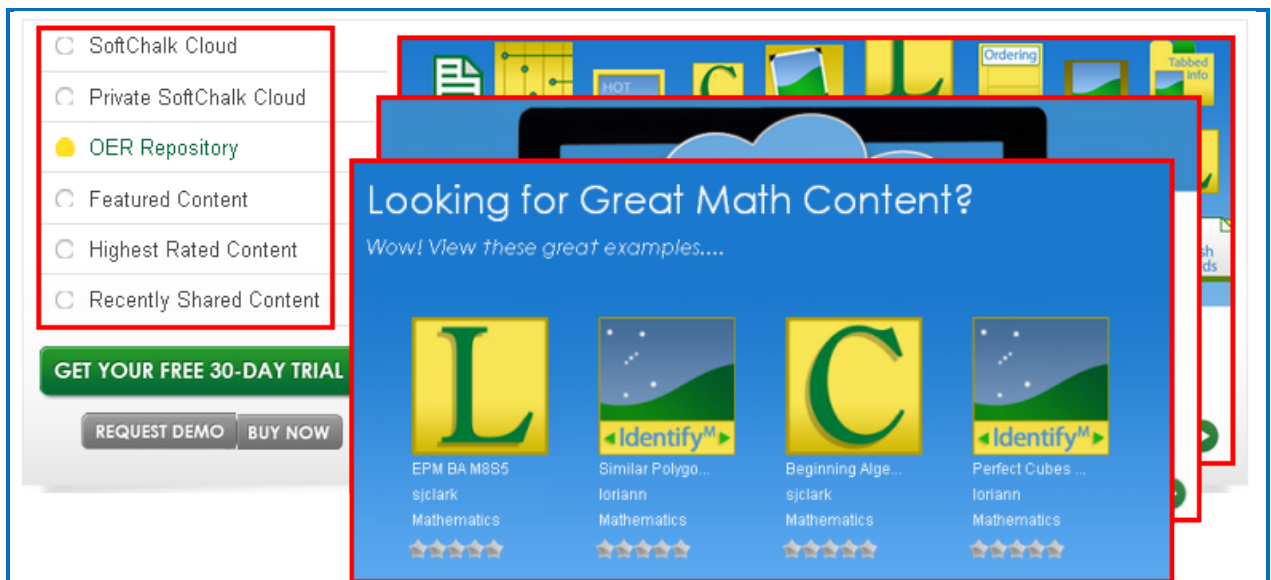 SoftChalk Cloud
Private SoftChalk Cloud
OER Repository
Featured Content
Highest Rated Content
Recently Shared Content
GET YOUR FREE 30-DAY TRIAL
REQUEST DEMO
BUY NOW
HOT
C
L
Ordering
Tabbed
Info
L
Looking for Great Math Content?
Wow! View these great examples....
L
EPM BA M8S5
sjclark
Mathematics
IdentifyM
Similar Polygo...
loriann
Mathematics
C
Beginning Alge...
sjclark
Mathematics
IdentifyM
Perfect Cubes ...
loriann
Mathematics